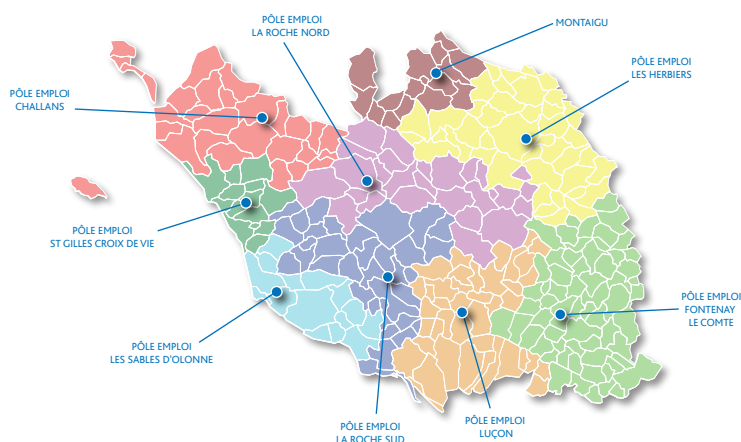 PÔLE EMPLOI
LA ROCHE NORD
MONTAIGU
PÔLE EMPLOI
LES HERBIERS
PÔLE EMPLOI
CHALLANS
PÔLE EMPLOI
ST GILLES CROIX DE VIE
PÔLE EMPLOI
FONTENAY
LE COMTE
PÔLE EMPLOI
LES SABLES D'OLONNE
PÔLE EMPLOI
LA ROCHE SUD
PÔLE EMPLOI
LUÇON